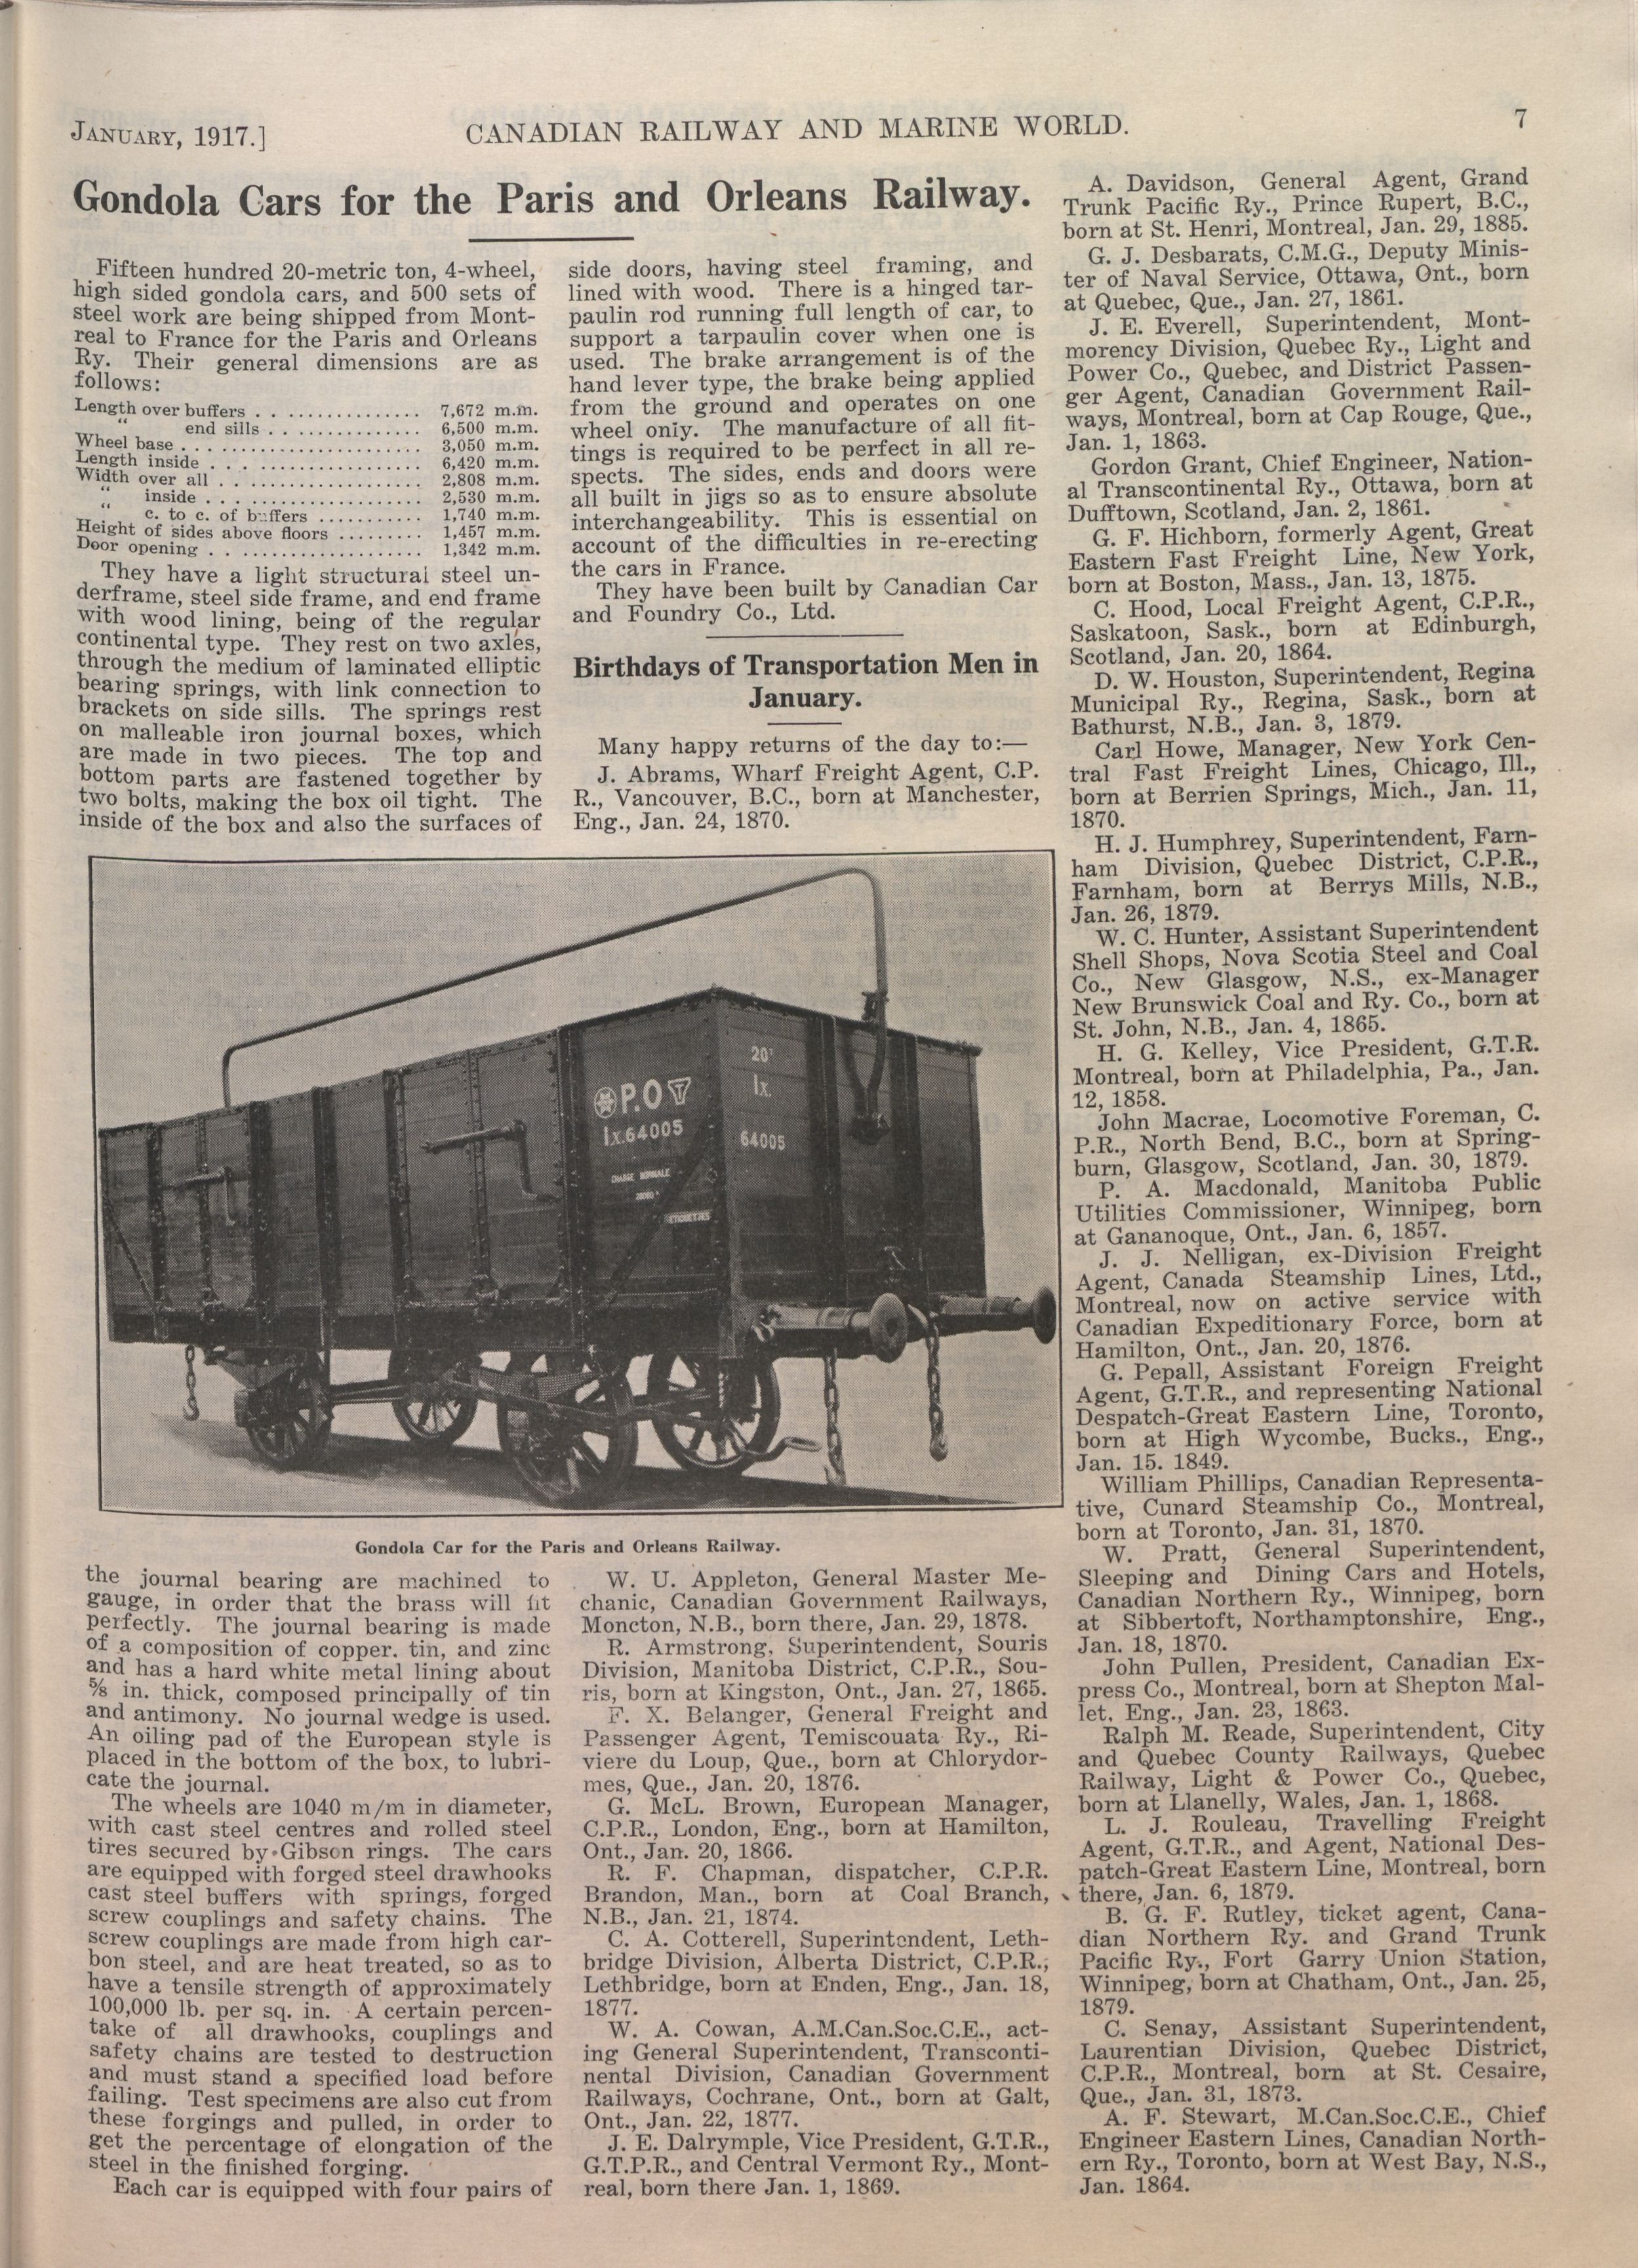 JANUARY, 1917.]
CANADIAN RAILWAY AND MARINE WORLD.
7
Gondola Cars for the Paris and Orleans Railway.
Fifteen hundred 20-metric ton, 4-wheel,
high sided gondola cars, and 500 sets of
steel work are being shipped from Mont-
real to France for the Paris and Orleans
Ry. Their general dimensions are as
follows:
Length over buffers . . .............. 7,672 m.m.
" end sills . . ............. 6,500 m.m.
Wheel base . . ...................... 3,050 m.m.
Length inside . . . .................. 6,420 m.m.
Width over all . . .................. 2,808 m.m.
" inside . . . ................... 2,530 m.m.
" c. to c. of buffers ........... 1,740 m.m.
Height of sides above floors ......... 1,457 m.m.
Door opening . . ................... 1,342 m.m.
They have a light structural steel un-
derframe, steel side frame, and end frame
with wood lining, being of the regular
continental type. They rest on two axles,
through the medium of laminated elliptic
bearing springs, with link connection to
brackets on side sills. The springs rest
on malleable iron journal boxes, which
are made in two pieces. The top and
bottom parts are fastened together by
two bolts, making the box oil tight. The
inside of the box and also the surfaces of
side doors, having steel framing, and
lined with wood. There is a hinged tar-
paulin rod running full length of car, to
support a tarpaulin cover when one is
used. The brake arrangement is of the
hand lever type, the brake being applied
from the ground and operates on one
wheel only. The manufacture of all fit-
tings is required to be perfect in all re-
spects. The sides, ends and doors were
all built in jigs so as to ensure absolute
interchangeability. This is essential on
account of the difficulties in re-erecting
the cars in France.
They have been built by Canadian Car
and Foundry Co., Ltd.
Birthdays of Transportation Men in
January.
Many happy returns of the day to:—
J. Abrams, Wharf Freight Agent, C.P.
R., Vancouver, B.C., born at Manchester,
Eng., Jan. 24, 1870.
P.O T
Ix.64005
CHARGE NORMALE
20000 k
ETIQUETTES
20T
Ix.
64005
Gondola Car for the Paris and Orleans Railway.
the journal bearing are machined to
gauge, in order that the brass will fit
perfectly. The journal bearing is made
of a composition of copper. tin, and zinc
and has a hard white metal lining about
⅝ in. thick, composed principally of tin
and antimony. No journal wedge is used.
An oiling pad of the European style is
placed in the bottom of the box, to lubri-
cate the journal.
The wheels are 1040 m/m in diameter,
with cast steel centres and rolled steel
tires secured by Gibson rings. The cars
are equipped with forged steel drawhooks
cast steel buffers with springs, forged
screw couplings and safety chains. The
screw couplings are made from high car-
bon steel, and are heat treated, so as to
have a tensile strength of approximately
100,000 lb. per sq. in. A certain percen-
take of all drawhooks, couplings and
safety chains are tested to destruction
and must stand a specified load before
failing. Test specimens are also cut from
these forgings and pulled, in order to
get the percentage of elongation of the
steel in the finished forging.
Each car is equipped with four pairs of
W. U. Appleton, General Master Me-
chanic, Canadian Government Railways,
Moncton, N.B., born there, Jan. 29, 1878.
R. Armstrong, Superintendent, Souris
Division, Manitoba District, C.P.R., Sou-
ris, born at Kingston, Ont., Jan. 27, 1865.
F. X. Belanger, General Freight and
Passenger Agent, Temiscouata Ry., Ri-
viere du Loup, Que., born at Chlorydor-
mes, Que., Jan. 20, 1876.
G. McL. Brown, European Manager,
C.P.R., London, Eng., born at Hamilton,
Ont., Jan. 20, 1866.
R. F. Chapman, dispatcher, C.P.R.
Brandon, Man., born at Coal Branch,
N.B., Jan. 21, 1874.
C. A. Cotterell, Superintendent, Leth-
bridge Division, Alberta District, C.P.R.,
Lethbridge, born at Enden, Eng., Jan. 18,
1877.
W. A. Cowan, A.M.Can.Soc.C.E., act-
ing General Superintendent, Transconti-
nental Division, Canadian Government
Railways, Cochrane, Ont., born at Galt,
Ont., Jan. 22, 1877.
J. E. Dalrymple, Vice President, G.T.R.,
G.T.P.R., and Central Vermont Ry., Mont-
real, born there Jan. 1, 1869.
A. Davidson, General Agent, Grand
Trunk Pacific Ry., Prince Rupert, B.C.,
born at St. Henri, Montreal, Jan. 29, 1885.
G. J. Desbarats, C.M.G., Deputy Minis-
ter of Naval Service, Ottawa, Ont., born
at Quebec, Que., Jan. 27, 1861.
J. E. Everell, Superintendent, Mont-
morency Division, Quebec Ry., Light and
Power Co., Quebec, and District Passen-
ger Agent, Canadian Government Rail-
ways, Montreal, born at Cap Rouge, Que.,
Jan. 1, 1863.
Gordon Grant, Chief Engineer, Nation-
al Transcontinental Ry., Ottawa, born at
Dufftown, Scotland, Jan. 2, 1861.
G. F. Hichborn, formerly Agent, Great
Eastern Fast Freight Line, New York,
born at Boston, Mass., Jan. 13, 1875.
C. Hood, Local Freight Agent, C.P.R.,
Saskatoon, Sask., born at Edinburgh,
Scotland, Jan. 20, 1864.
D. W. Houston, Superintendent, Regina
Municipal Ry., Regina, Sask., born at
Bathurst, N.B., Jan. 3, 1879.
Carl Howe, Manager, New York Cen-
tral Fast Freight Lines, Chicago, Ill.,
born at Berrien Springs, Mich., Jan. 11,
1870.
H. J. Humphrey, Superintendent, Farn-
ham Division, Quebec District, C.P.R.,
Farnham, born at Berrys Mills, N.B.,
Jan. 26, 1879.
W. C. Hunter, Assistant Superintendent
Shell Shops, Nova Scotia Steel and Coal
Co., New Glasgow, N.S., ex-Manager
New Brunswick Coal and Ry. Co., born at
St. John, N.B., Jan. 4, 1865.
H. G. Kelley, Vice President, G.T.R.
Montreal, born at Philadelphia, Pa., Jan.
12, 1858.
John Macrae, Locomotive Foreman, C.
P.R., North Bend, B.C., born at Spring-
burn, Glasgow, Scotland, Jan. 30, 1879.
P. A. Macdonald, Manitoba Public
Utilities Commissioner, Winnipeg, born
at Gananoque, Ont., Jan. 6, 1857.
J. J. Nelligan, ex-Division Freight
Agent, Canada Steamship Lines, Ltd.,
Montreal, now on active service with
Canadian Expeditionary Force, born at
Hamilton, Ont., Jan. 20, 1876.
G. Pepall, Assistant Foreign Freight
Agent, G.T.R., and representing National
Despatch-Great Eastern Line, Toronto,
born at High Wycombe, Bucks., Eng.,
Jan. 15. 1849.
William Phillips, Canadian Representa-
tive, Cunard Steamship Co., Montreal,
born at Toronto, Jan. 31, 1870.
W. Pratt, General Superintendent,
Sleeping and Dining Cars and Hotels,
Canadian Northern Ry., Winnipeg, born
at Sibbertoft, Northamptonshire, Eng.,
Jan. 18, 1870.
John Pullen, President, Canadian Ex-
press Co., Montreal, born at Shepton Mal-
let. Eng., Jan. 23, 1863.
Ralph M. Reade, Superintendent, City
and Quebec County Railways, Quebec
Railway, Light & Power Co., Quebec,
born at Llanelly, Wales, Jan. 1, 1868.
L. J. Rouleau, Travelling Freight
Agent, G.T.R., and Agent, National Des-
patch-Great Eastern Line, Montreal, born
there, Jan. 6, 1879.
B. G. F. Rutley, ticket agent, Cana-
dian Northern Ry. and Grand Trunk
Pacific Ry., Fort Garry Union Station,
Winnipeg, born at Chatham, Ont., Jan. 25,
1879.
C. Senay, Assistant Superintendent,
Laurentian Division, Quebec District,
C.P.R., Montreal, born at St. Cesaire,
Que., Jan. 31, 1873.
A. F. Stewart, M.Can.Soc.C.E., Chief
Engineer Eastern Lines, Canadian North-
ern Ry., Toronto, born at West Bay, N.S.,
Jan. 1864.